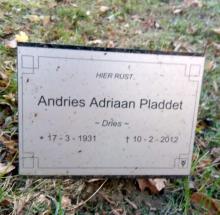 HIER RUST
Andries Adriaan Pladdet
~ Dries ~
* 17 - 3 - 1931 † 10 - 2 - 2012